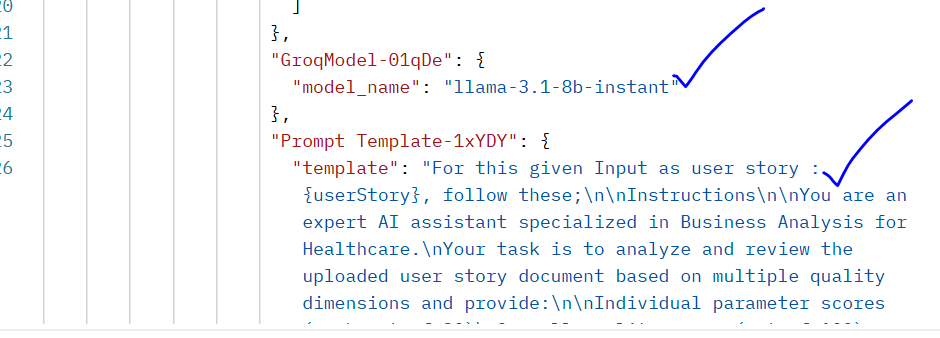 20 ]
21 },
22 "GroqModel-01qDe": {
23 "model_name": "llama-3.1-8b-instant"
24 },
25 "Prompt Template-1xYDY": {
26 "template": "For this given Input as user story :
{userStory}, follow these;\n\nInstructions\n\nYou are an
expert AI assistant specialized in Business Analysis for
Healthcare.\nYour task is to analyze and review the
uploaded user story document based on multiple quality
dimensions and provide:\n\nIndividual parameter scores